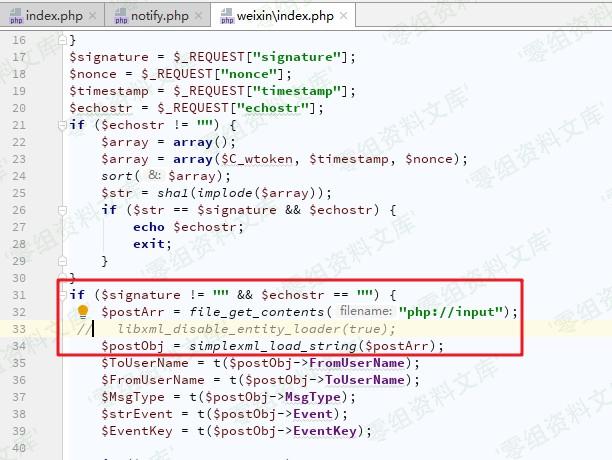 index.php notify.php weixin\index.php
16 }
17 $signature = $_REQUEST["signature"];
18 $nonce = $_REQUEST["nonce"];
19 $timestamp = $_REQUEST["timestamp"];
20 $echostr = $_REQUEST["echostr"];
21 if ($echostr != "") {
22 $array = array();
23 $array = array($C_wtoken, $timestamp, $nonce);
24 sort( &: $array);
25 $str = sha1(implode($array));
26 if ($str == $signature && $echostr) {
27 echo $echostr;
28 exit;
29 }
30 }
31 if ($signature != "" && $echostr == "") {
32 $postArr = file_get_contents( filename: "php://input");
33 // libxml_disable_entity_loader(true);
34 $postObj = simplexml_load_string($postArr);
35 $ToUserName = t($postObj->FromUserName);
36 $FromUserName = t($postObj->ToUserName);
37 $MsgType = t($postObj->MsgType);
38 $strEvent = t($postObj->Event);
39 $EventKey = t($postObj->EventKey);
40
'零组资料文库'